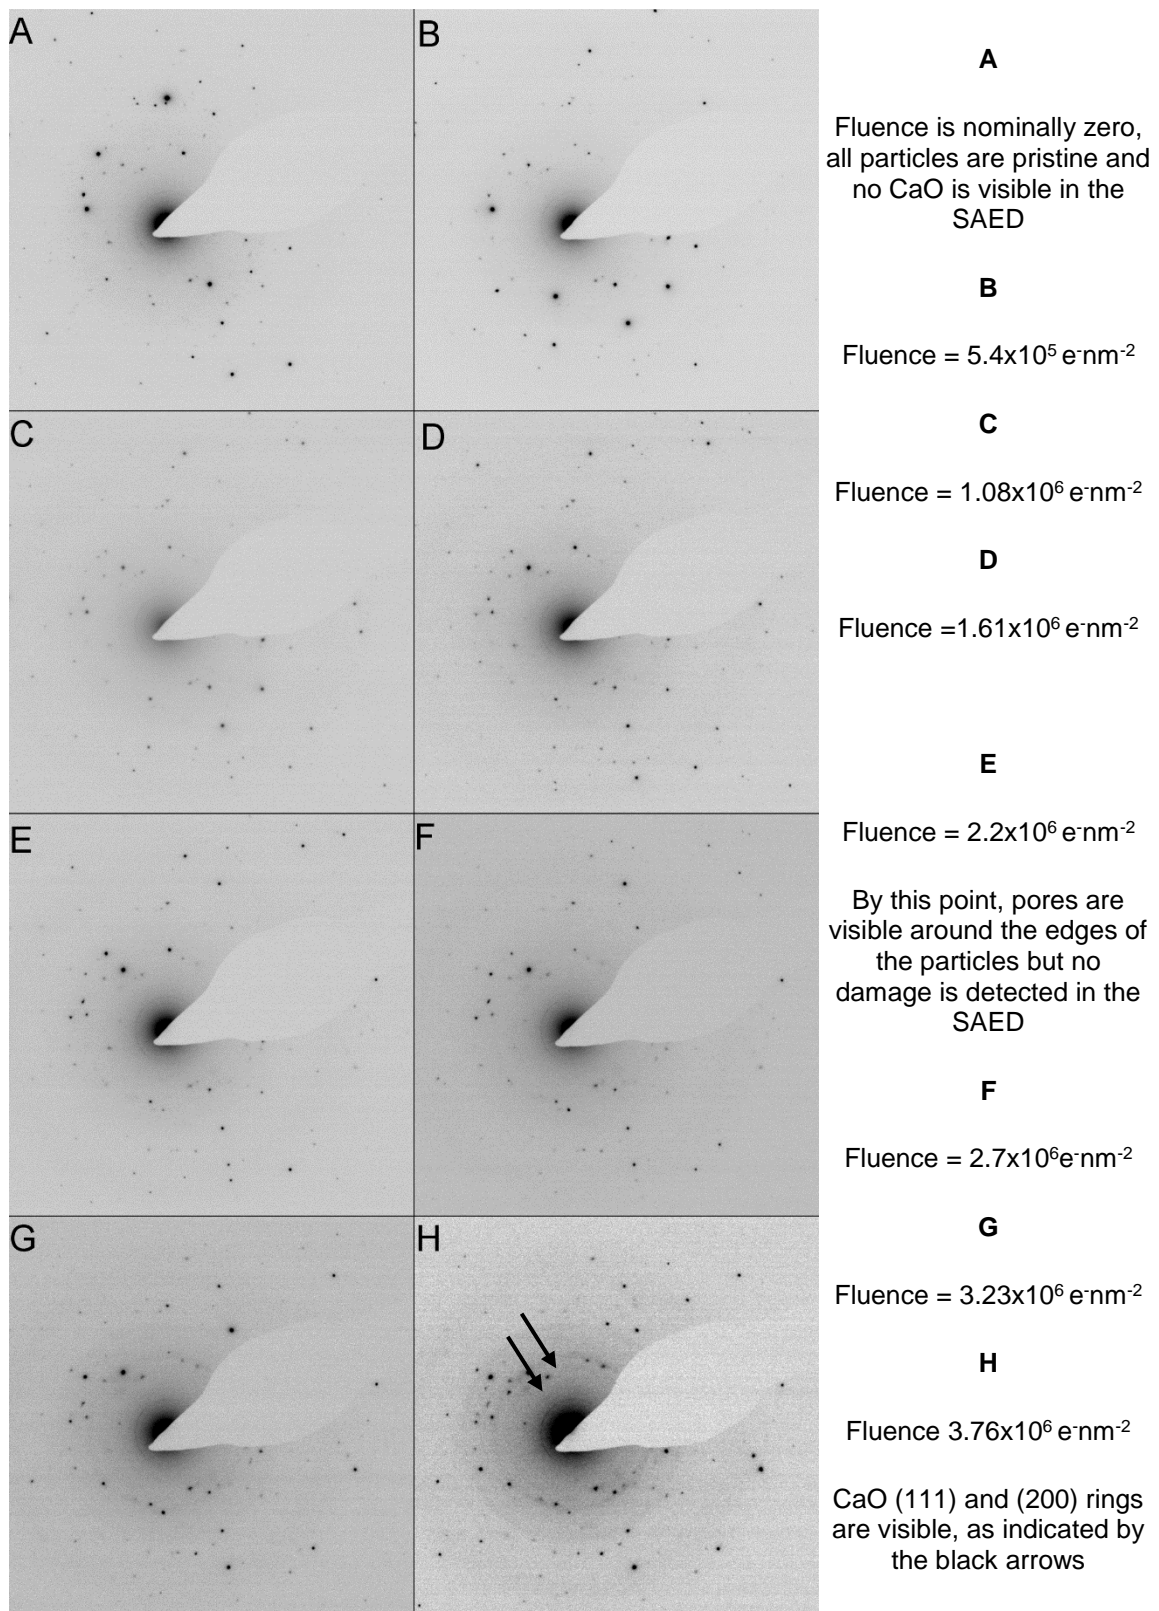 A
B
C
D
E
F
G
H
A
Fluence is nominally zero,
all particles are pristine and
no CaO is visible in the
SAED
B
Fluence = 5.4x10⁵ e⁻nm⁻²
C
Fluence = 1.08x10⁶ e⁻nm⁻²
D
Fluence =1.61x10⁶ e⁻nm⁻²
E
Fluence = 2.2x10⁶ e⁻nm⁻²
By this point, pores are
visible around the edges of
the particles but no
damage is detected in the
SAED
F
Fluence = 2.7x10⁶e⁻nm⁻²
G
Fluence = 3.23x10⁶ e⁻nm⁻²
H
Fluence 3.76x10⁶ e⁻nm⁻²
CaO (111) and (200) rings
are visible, as indicated by
the black arrows